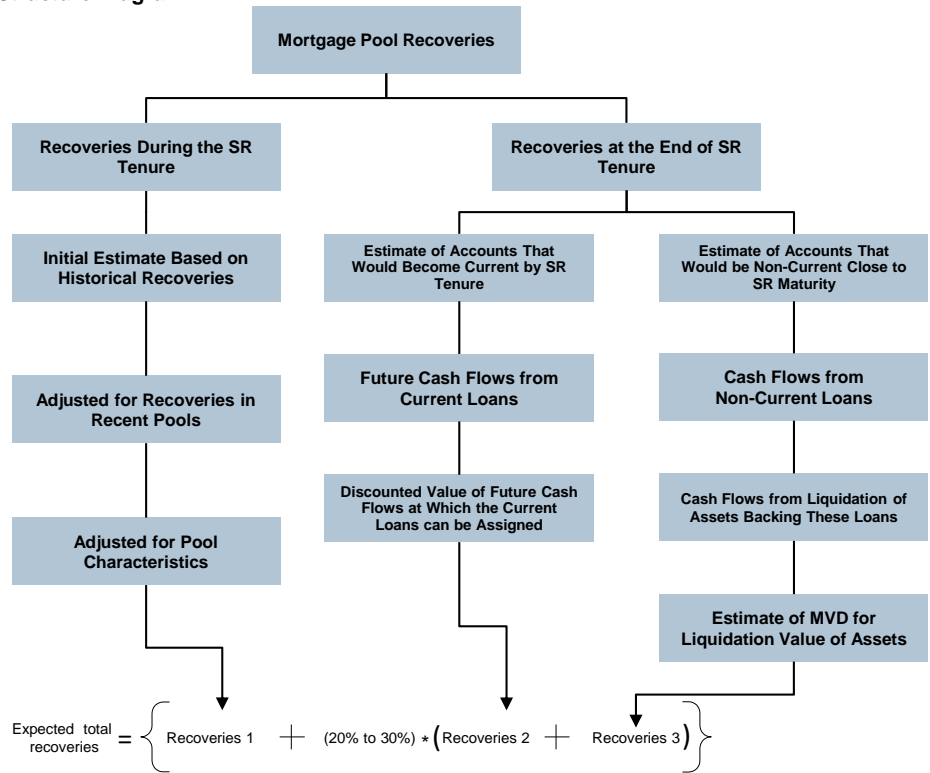 Mortgage Pool Recoveries
Recoveries During the SR
Tenure
Recoveries at the End of SR
Tenure
Initial Estimate Based on
Historical Recoveries
Estimate of Accounts That
Would Become Current by SR
Tenure
Estimate of Accounts That
Would be Non-Current Close to
SR Maturity
Adjusted for Recoveries in
Recent Pools
Future Cash Flows from
Current Loans
Cash Flows from
Non-Current Loans
Discounted Value of Future Cash
Flows at Which the Current
Loans can be Assigned
Cash Flows from Liquidation of
Assets Backing These Loans
Adjusted for Pool
Characteristics
Estimate of MVD for
Liquidation Value of Assets
Expected total
recoveries = { Recoveries 1 + (20% to 30%) * ( Recoveries 2 + Recoveries 3 ) }